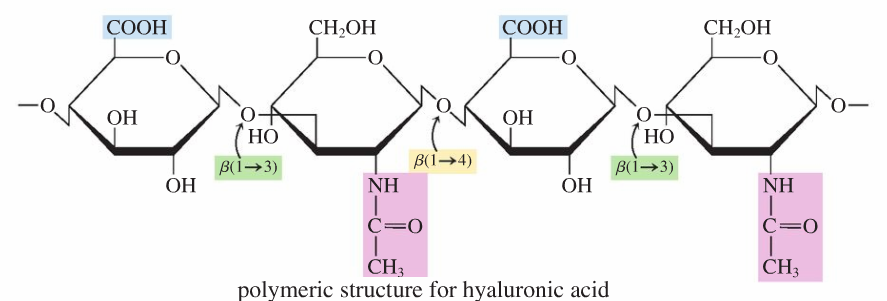 COOH CH₂OH COOH CH₂OH
O O O O
O OH O HO O OH O HO O
β(1→3) β(1→4) β(1→3)
OH NH OH NH
C=O C=O
CH₃ CH₃
polymeric structure for hyaluronic acid